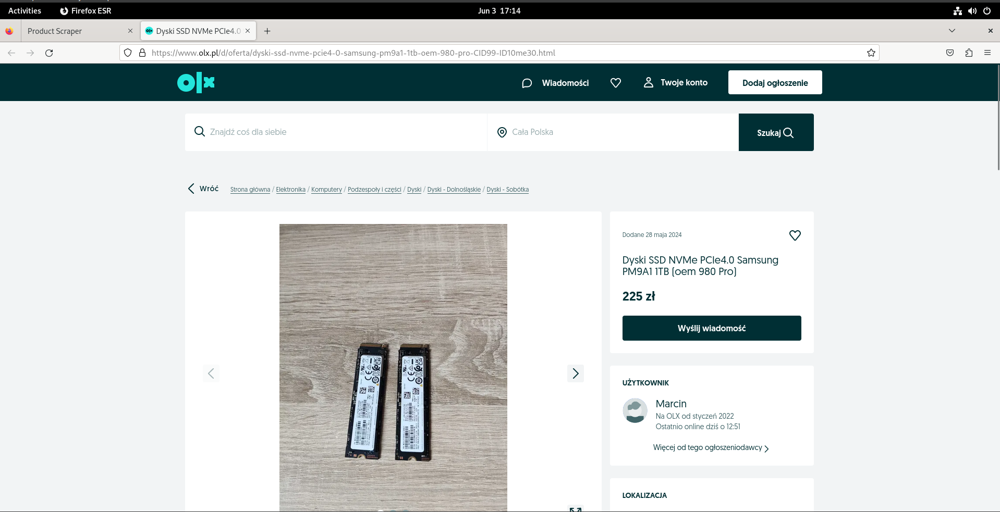 Activities
Firefox ESR
Jun 3 17:14
Product Scraper
Dyski SSD NVMe PCIe4.0
https://www.olx.pl/d/oferta/dyski-ssd-nvme-pcie4-0-samsung-pm9a1-1tb-oem-980-pro-CID99-ID10me30.html
olx
Wiadomości
Twoje konto
Dodaj ogłoszenie
Znajdź coś dla siebie
Cała Polska
Szukaj
Wróć
Strona główna / Elektronika / Komputery / Podzespoły i części / Dyski / Dyski - Dolnośląskie / Dyski - Sobótka
Dodane 28 maja 2024
Dyski SSD NVMe PCIe4.0 Samsung
PM9A1 1TB (oem 980 Pro)
225 zł
Wyślij wiadomość
UŻYTKOWNIK
Marcin
Na OLX od styczeń 2022
Ostatnio online dziś o 12:51
Więcej od tego ogłoszeniodawcy
LOKALIZACJA